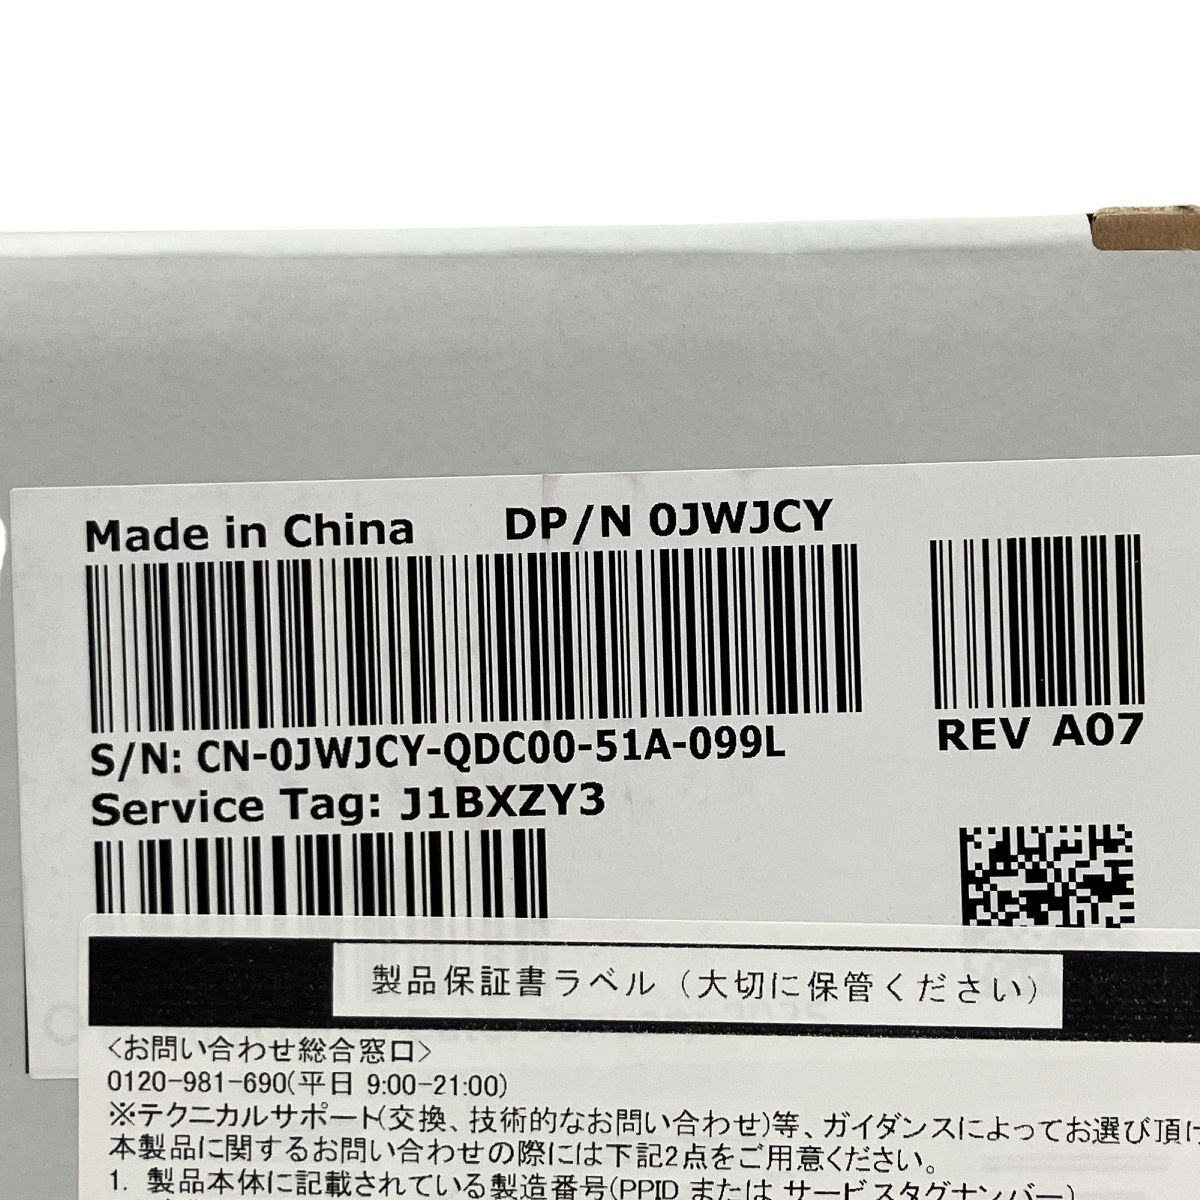 Made in China DP/N 0JWJCY
S/N: CN-0JWJCY-QDC00-51A-099L
REV A07
Service Tag: J1BXZY3
製品保証書ラベル（大切に保管ください）
<お問い合わせ総合窓口>
0120-981-690(平日 9:00-21:00)
※テクニカルサポート(交換、技術的なお問い合わせ)等、ガイダンスによってお選び頂け
本製品に関するお問い合わせの際には下記2点をご用意ください。
1. 製品本体に記載されている製造番号(PPID または サービスタグナンバー)